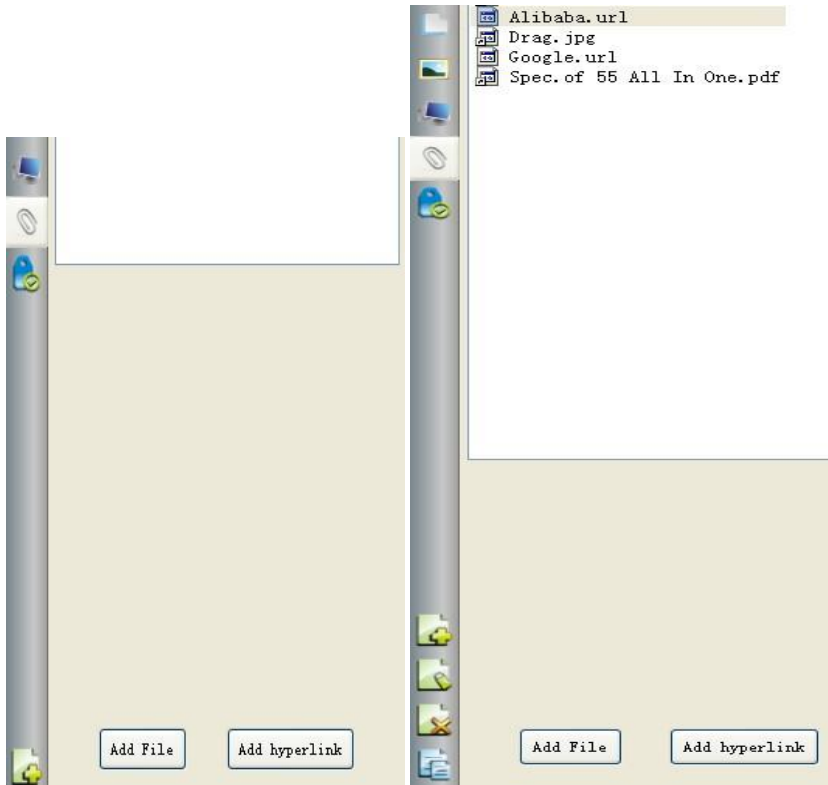 Alibaba.url
Drag.jpg
Google.url
Spec.of 55 All In One.pdf
Add File
Add hyperlink
Add File
Add hyperlink